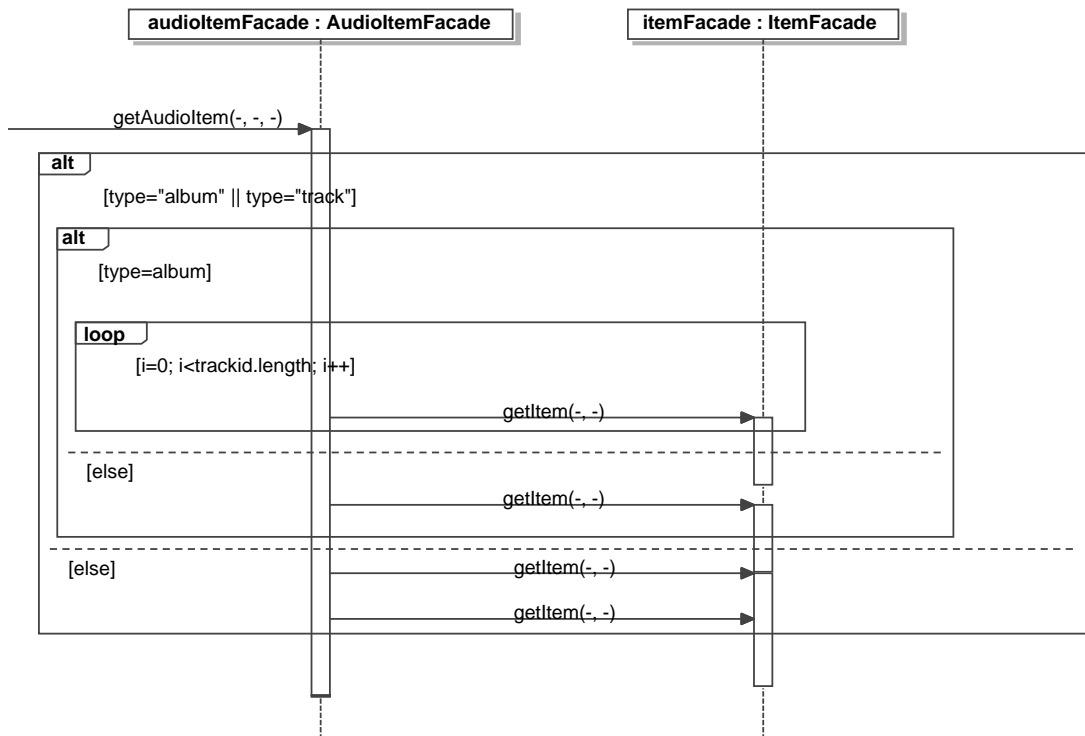 audioItemFacade : AudioItemFacade
itemFacade : ItemFacade
getAudioItem(-, -, -)
alt
[type="album" || type="track"]
alt
[type=album]
loop
[i=0; i<trackid.length; i++]
getItem(-, -)
[else]
getItem(-, -)
[else]
getItem(-, -)
getItem(-, -)